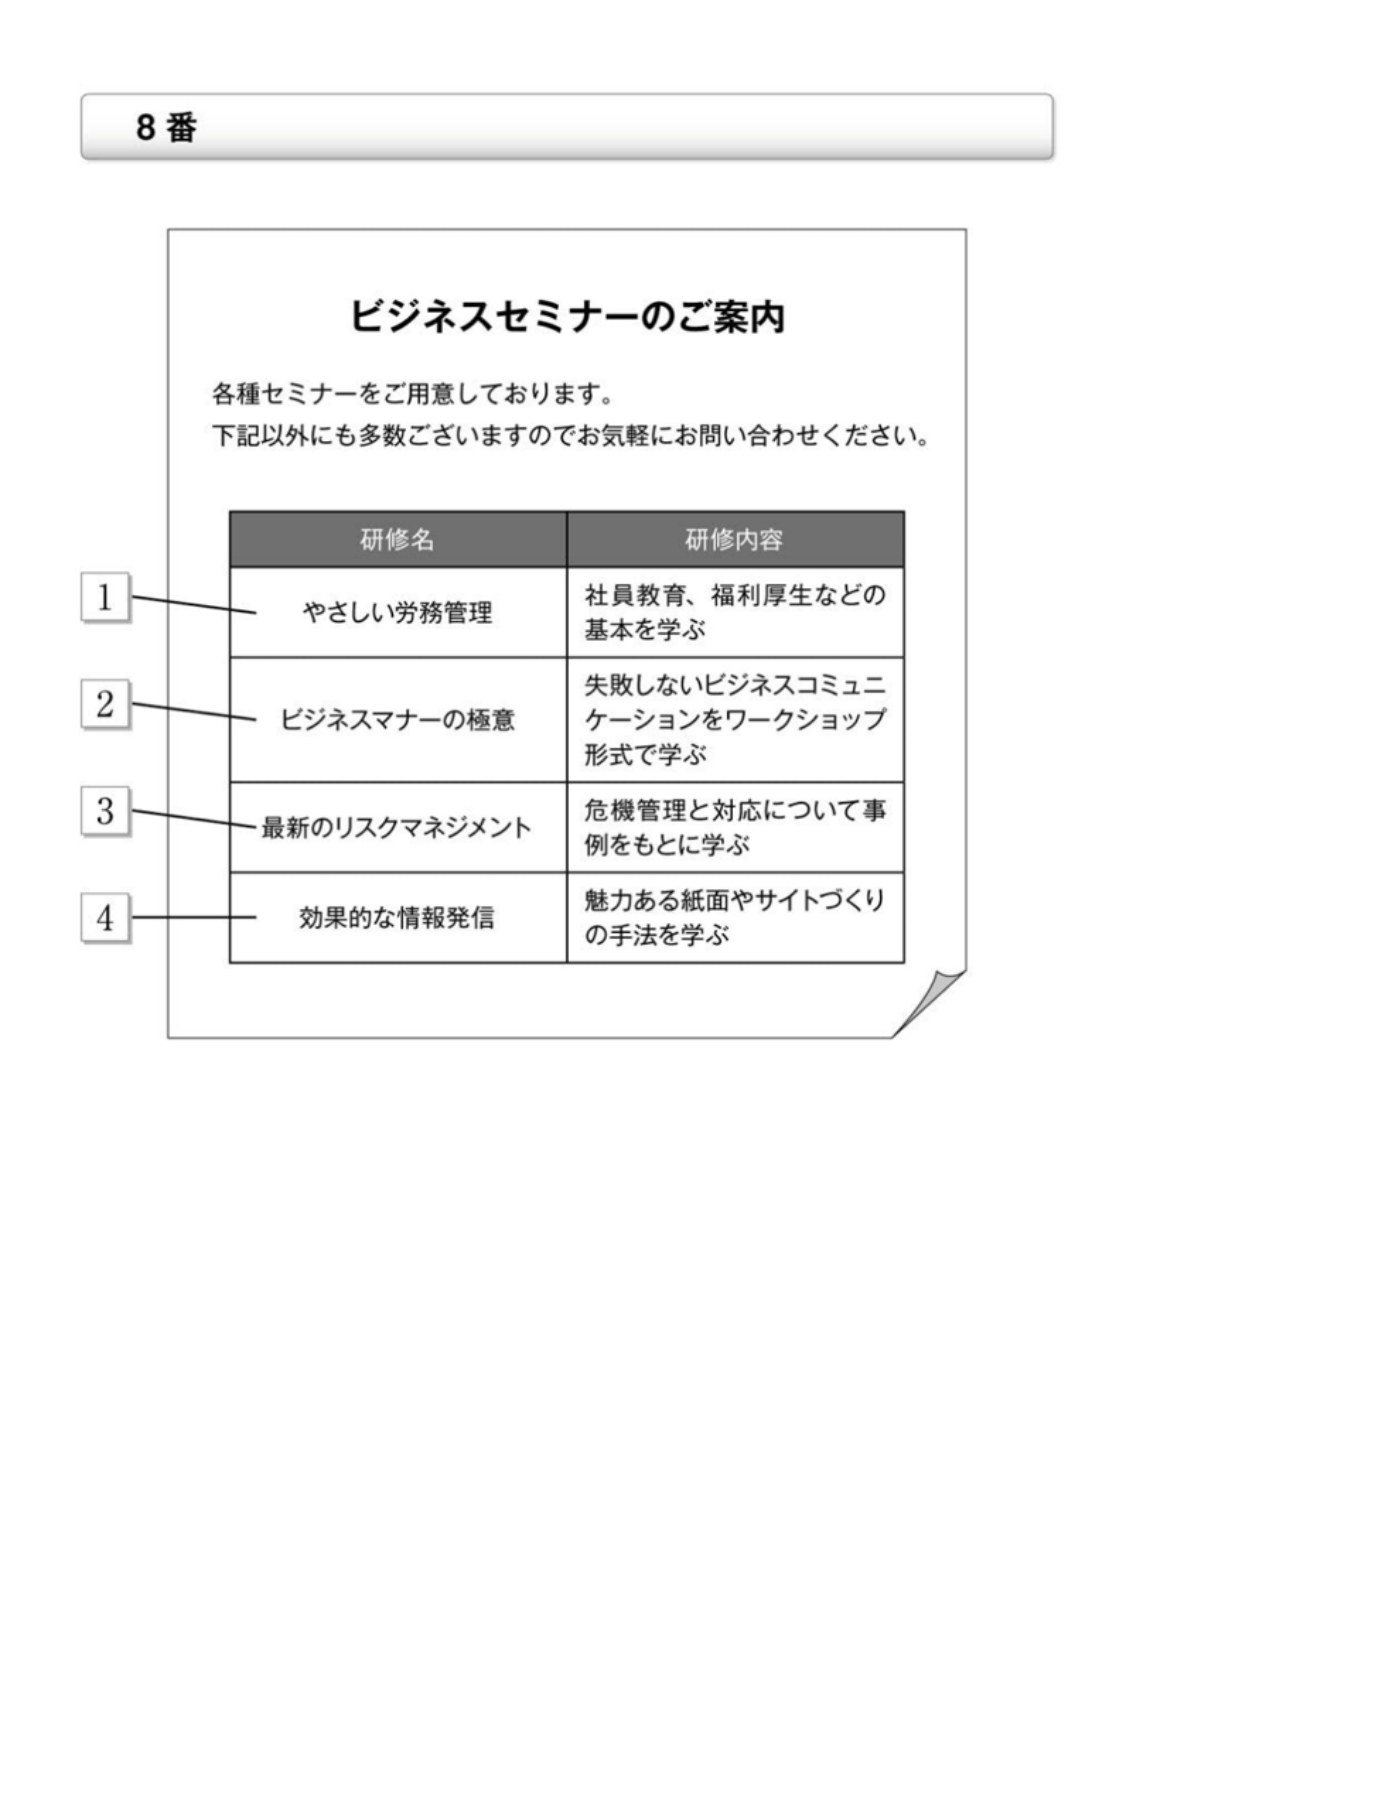 8 番
ビジネスセミナーのご案内
各種セミナーをご用意しております。
下記以外にも多数ございますのでお気軽にお問い合わせください。
研修名
研修内容
1
やさしい労務管理
社員教育、福利厚生などの
基本を学ぶ
2
ビジネスマナーの極意
失敗しないビジネスコミュニ
ケーションをワークショップ
形式で学ぶ
3
最新のリスクマネジメント
危機管理と対応について事
例をもとに学ぶ
4
効果的な情報発信
魅力ある紙面やサイトづくり
の手法を学ぶ